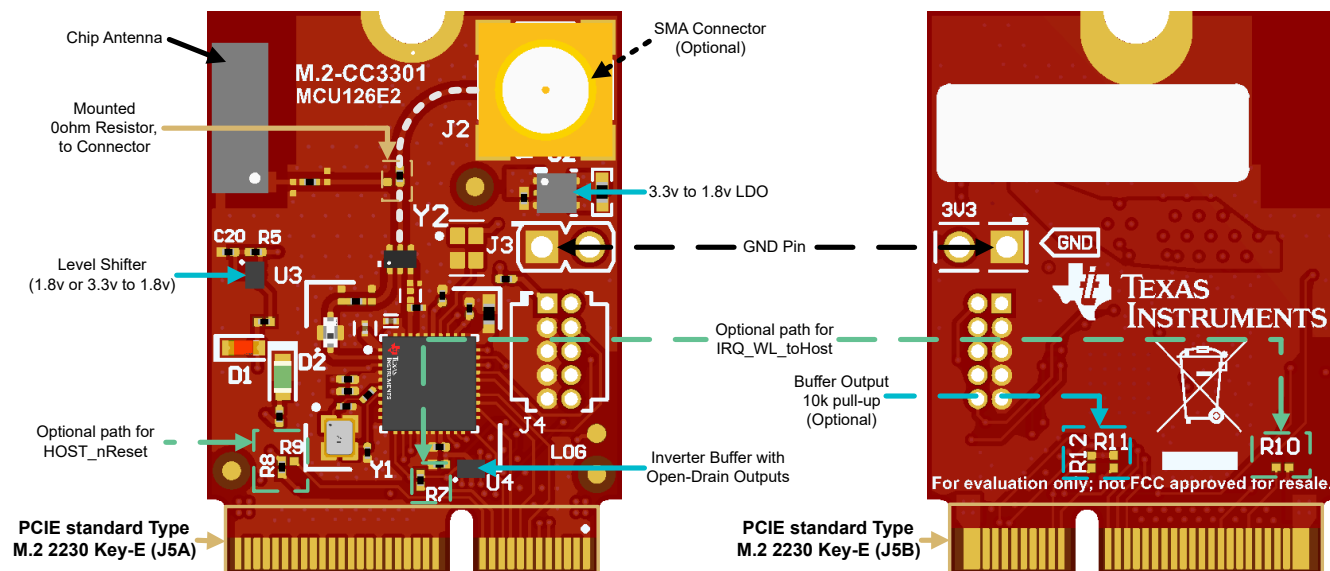 Chip Antenna
SMA Connector
(Optional)
M.2-CC3301
MCU126E2
Mounted
0ohm Resistor,
to Connector
J2
3.3v to 1.8v LDO
Y2
J3
3V3
GND
GND Pin
C20
R5
U3
Level Shifter
(1.8v or 3.3v to 1.8v)
TEXAS
INSTRUMENTS
Optional path for
IRQ_WL_toHost
D1
D2
TEXAS
INSTRUMENTS
Buffer Output
10k pull-up
(Optional)
J4
Optional path for
HOST_nReset
R8
R9
Y1
LOG
R7
U4
Inverter Buffer with
Open-Drain Outputs
R12
R11
R10
For evaluation only; not FCC approved for resale.
PCIE standard Type
M.2 2230 Key-E (J5A)
PCIE standard Type
M.2 2230 Key-E (J5B)